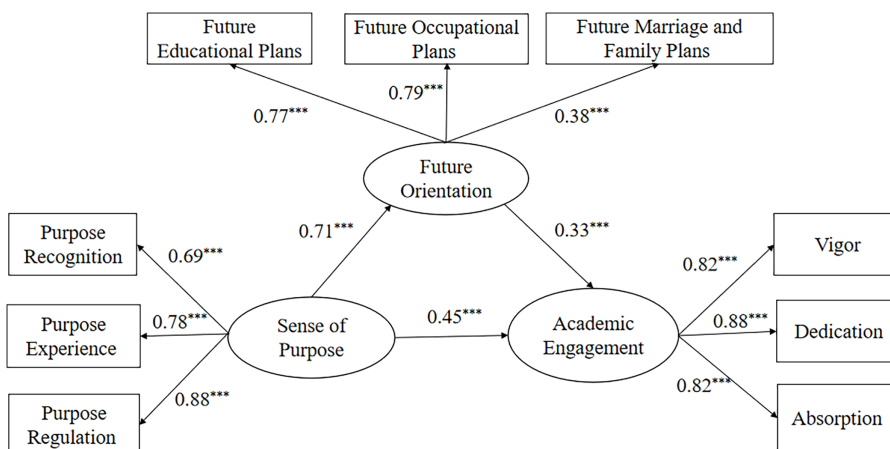 Future
Educational Plans
Future Occupational
Plans
Future Marriage and
Family Plans
0.77***
0.79***
0.38***
Future
Orientation
0.71***
0.33***
Purpose
Recognition
0.69***
0.82***
Vigor
Purpose
Experience
0.78***
Sense of
Purpose
0.45***
Academic
Engagement
0.88***
Dedication
Purpose
Regulation
0.88***
0.82***
Absorption